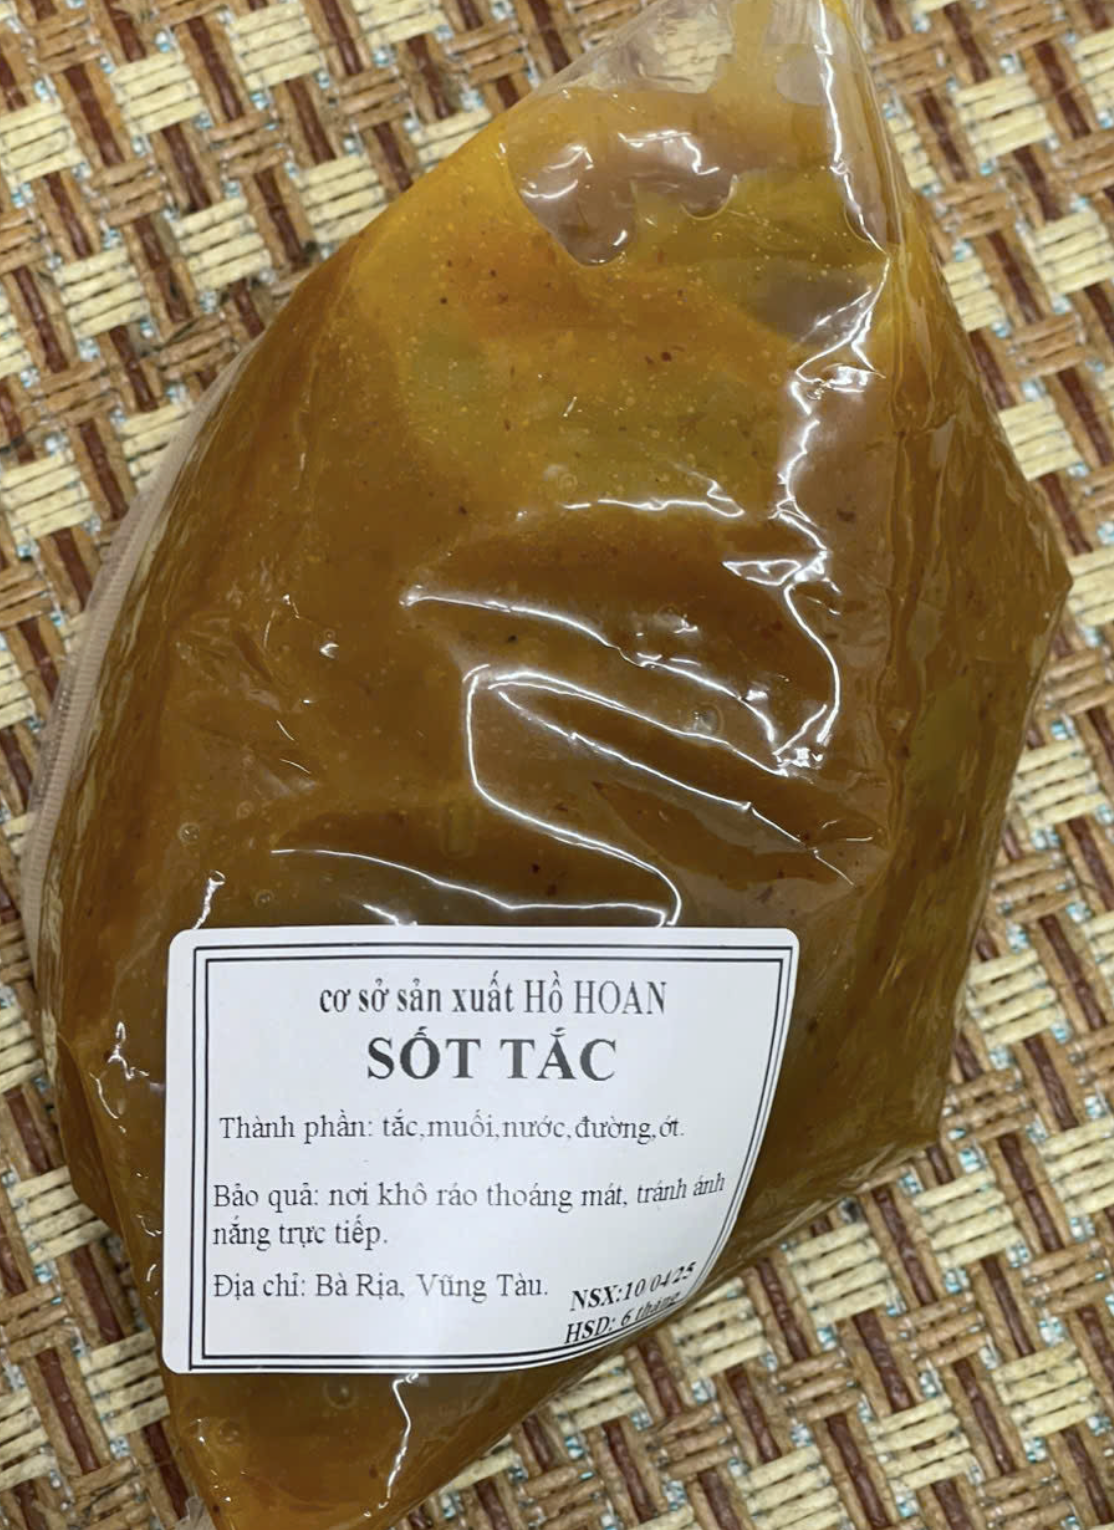 cơ sở sản xuất Hồ HOAN
SỐT TẮC
Thành phần: tắc,muối,nước,đường,ớt.
Bảo quả: nơi khô ráo thoáng mát, tránh ánh
nắng trực tiếp.
Địa chỉ: Bà Rịa, Vũng Tàu.
NSX:10/04/25
HSD: 6 tháng